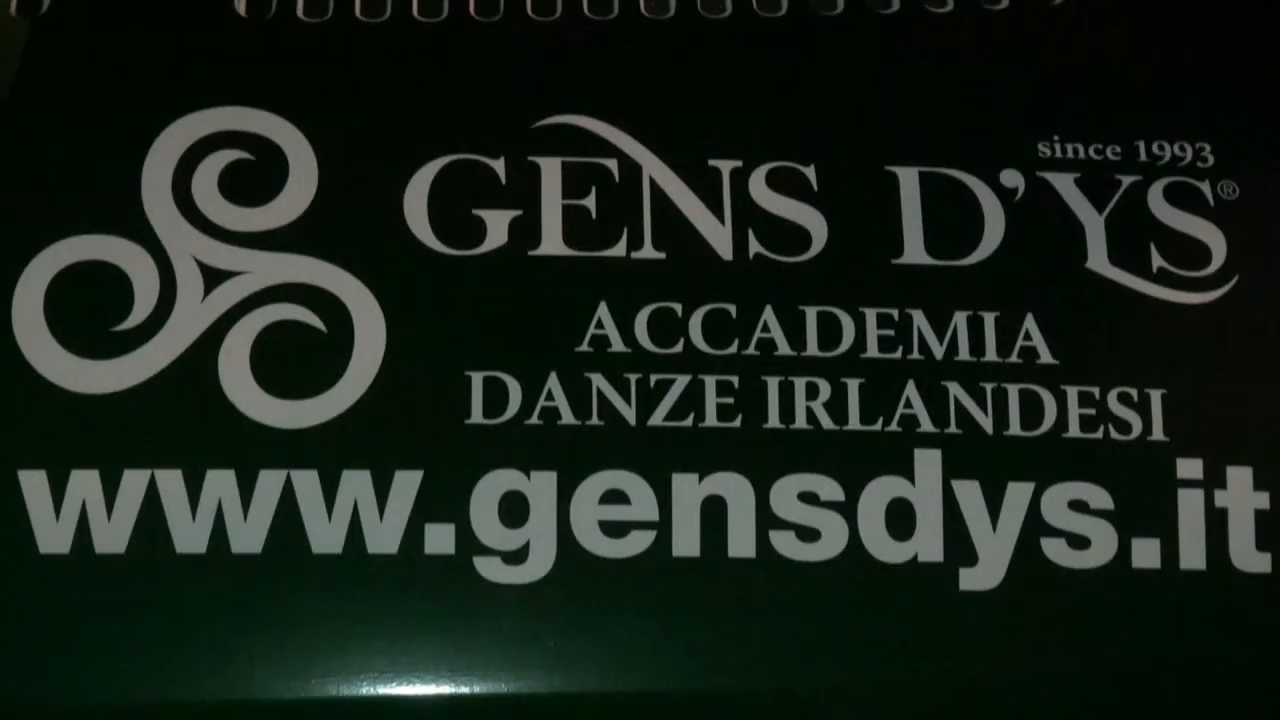 since 1993
GENS D'YS®
ACCADEMIA
DANZE IRLANDESI
www.gensdys.it